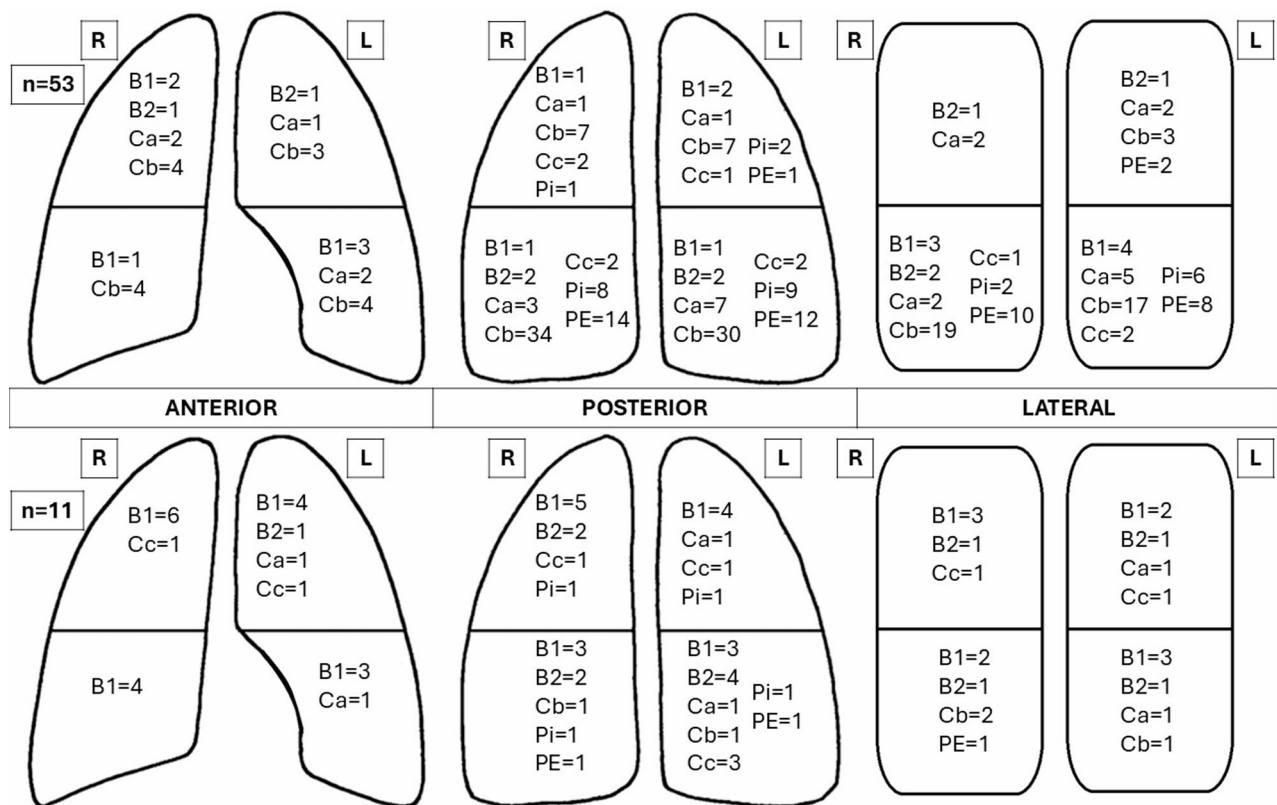 R
L
n=53
B1=2
B2=1
Ca=2
Cb=4
B2=1
Ca=1
Cb=3
B1=1
Cb=4
B1=3
Ca=2
Cb=4
R
L
B1=1
Ca=1
Cb=7
Cc=2
Pi=1
B1=2
Ca=1
Cb=7 Pi=2
Cc=1 PE=1
B1=1
B2=2
Ca=3
Cb=34
Cc=2
Pi=8
PE=14
B1=1
B2=2
Ca=7
Cb=30
Cc=2
Pi=9
PE=12
R
L
B2=1
Ca=2
B2=1
Ca=2
Cb=3
PE=2
B1=3
B2=2
Ca=2
Cb=19
Cc=1
Pi=2
PE=10
B1=4
Ca=5
Cb=17
Cc=2
Pi=6
PE=8
ANTERIOR
POSTERIOR
LATERAL
R
L
n=11
B1=6
Cc=1
B1=4
B2=1
Ca=1
Cc=1
B1=4
B1=3
Ca=1
R
L
B1=5
B2=2
Cc=1
Pi=1
B1=4
Ca=1
Cc=1
Pi=1
B1=3
B2=2
Cb=1
Pi=1
PE=1
B1=3
B2=4
Ca=1
Cb=1
Cc=3
Pi=1
PE=1
R
L
B1=3
B2=1
Cc=1
B1=2
B2=1
Ca=1
Cc=1
B1=2
B2=1
Cb=2
PE=1
B1=3
B2=1
Ca=1
Cb=1